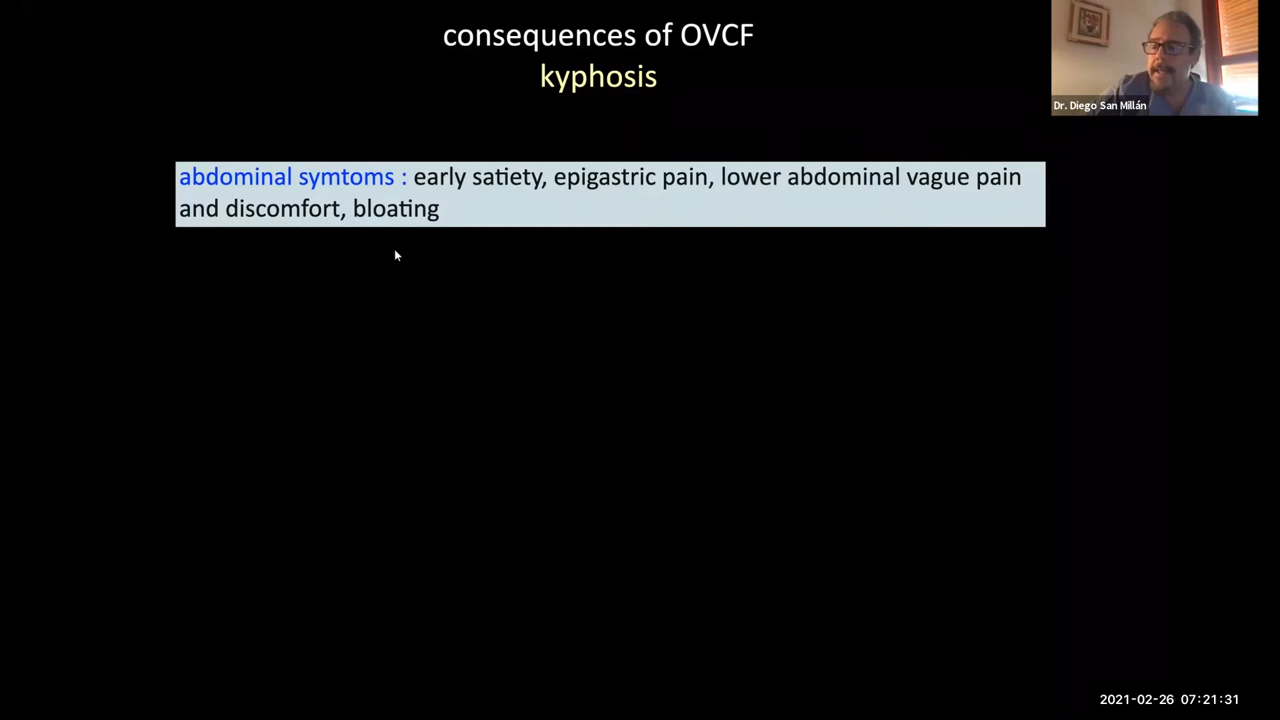 consequences of OVCF
kyphosis
Dr. Diego San Millán
abdominal symtoms : early satiety, epigastric pain, lower abdominal vague pain
and discomfort, bloating
2021-02-26 07:21:31